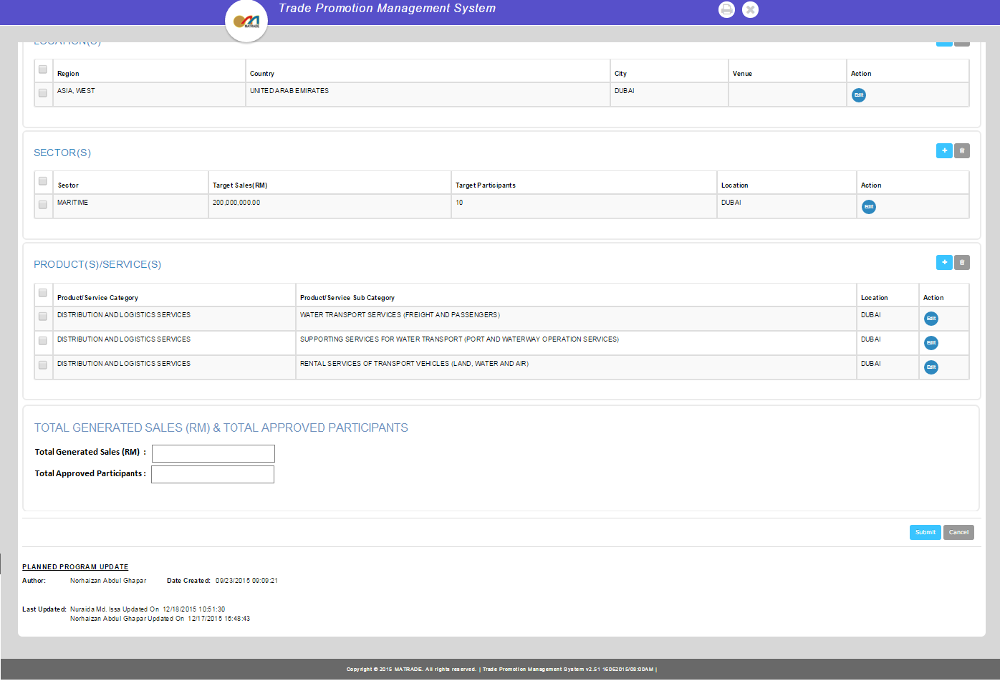 Trade Promotion Management System
MATRADE
LOCATION(S)
Region Country City Venue Action
ASIA, WEST UNITED ARAB EMIRATES DUBAI Edit
SECTOR(S)
Sector Target Sales(RM) Target Participants Location Action
MARITIME 200,000,000.00 10 DUBAI Edit
PRODUCT(S)/SERVICE(S)
Product/Service Category Product/Service Sub Category Location Action
DISTRIBUTION AND LOGISTICS SERVICES WATER TRANSPORT SERVICES (FREIGHT AND PASSENGERS) DUBAI Edit
DISTRIBUTION AND LOGISTICS SERVICES SUPPORTING SERVICES FOR WATER TRANSPORT (PORT AND WATERWAY OPERATION SERVICES) DUBAI Edit
DISTRIBUTION AND LOGISTICS SERVICES RENTAL SERVICES OF TRANSPORT VEHICLES (LAND, WATER AND AIR) DUBAI Edit
TOTAL GENERATED SALES (RM) & TOTAL APPROVED PARTICIPANTS
Total Generated Sales (RM) :
Total Approved Participants :
Submit Cancel
PLANNED PROGRAM UPDATE
Author: Norhaizan Abdul Ghapar Date Created: 09/23/2015 09:09:21
Last Updated: Nuraida Md. Issa Updated On 12/18/2015 10:51:30
Norhaizan Abdul Ghapar Updated On 12/17/2015 16:48:43
Copyright © 2015 MATRADE. All rights reserved. | Trade Promotion Management System v2.51 16062015/08:00AM |